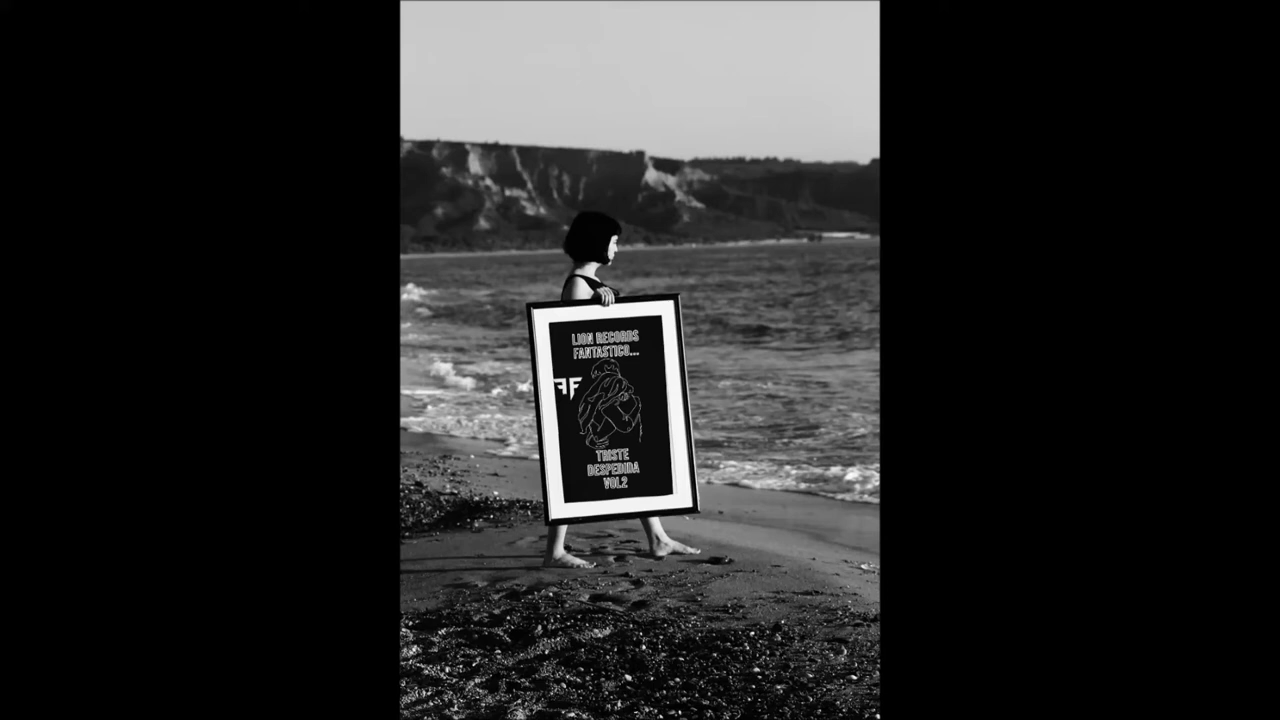 LION RECORDS
FANTASTICO...
FF
TRISTE
DESPEDIDA
VOL2